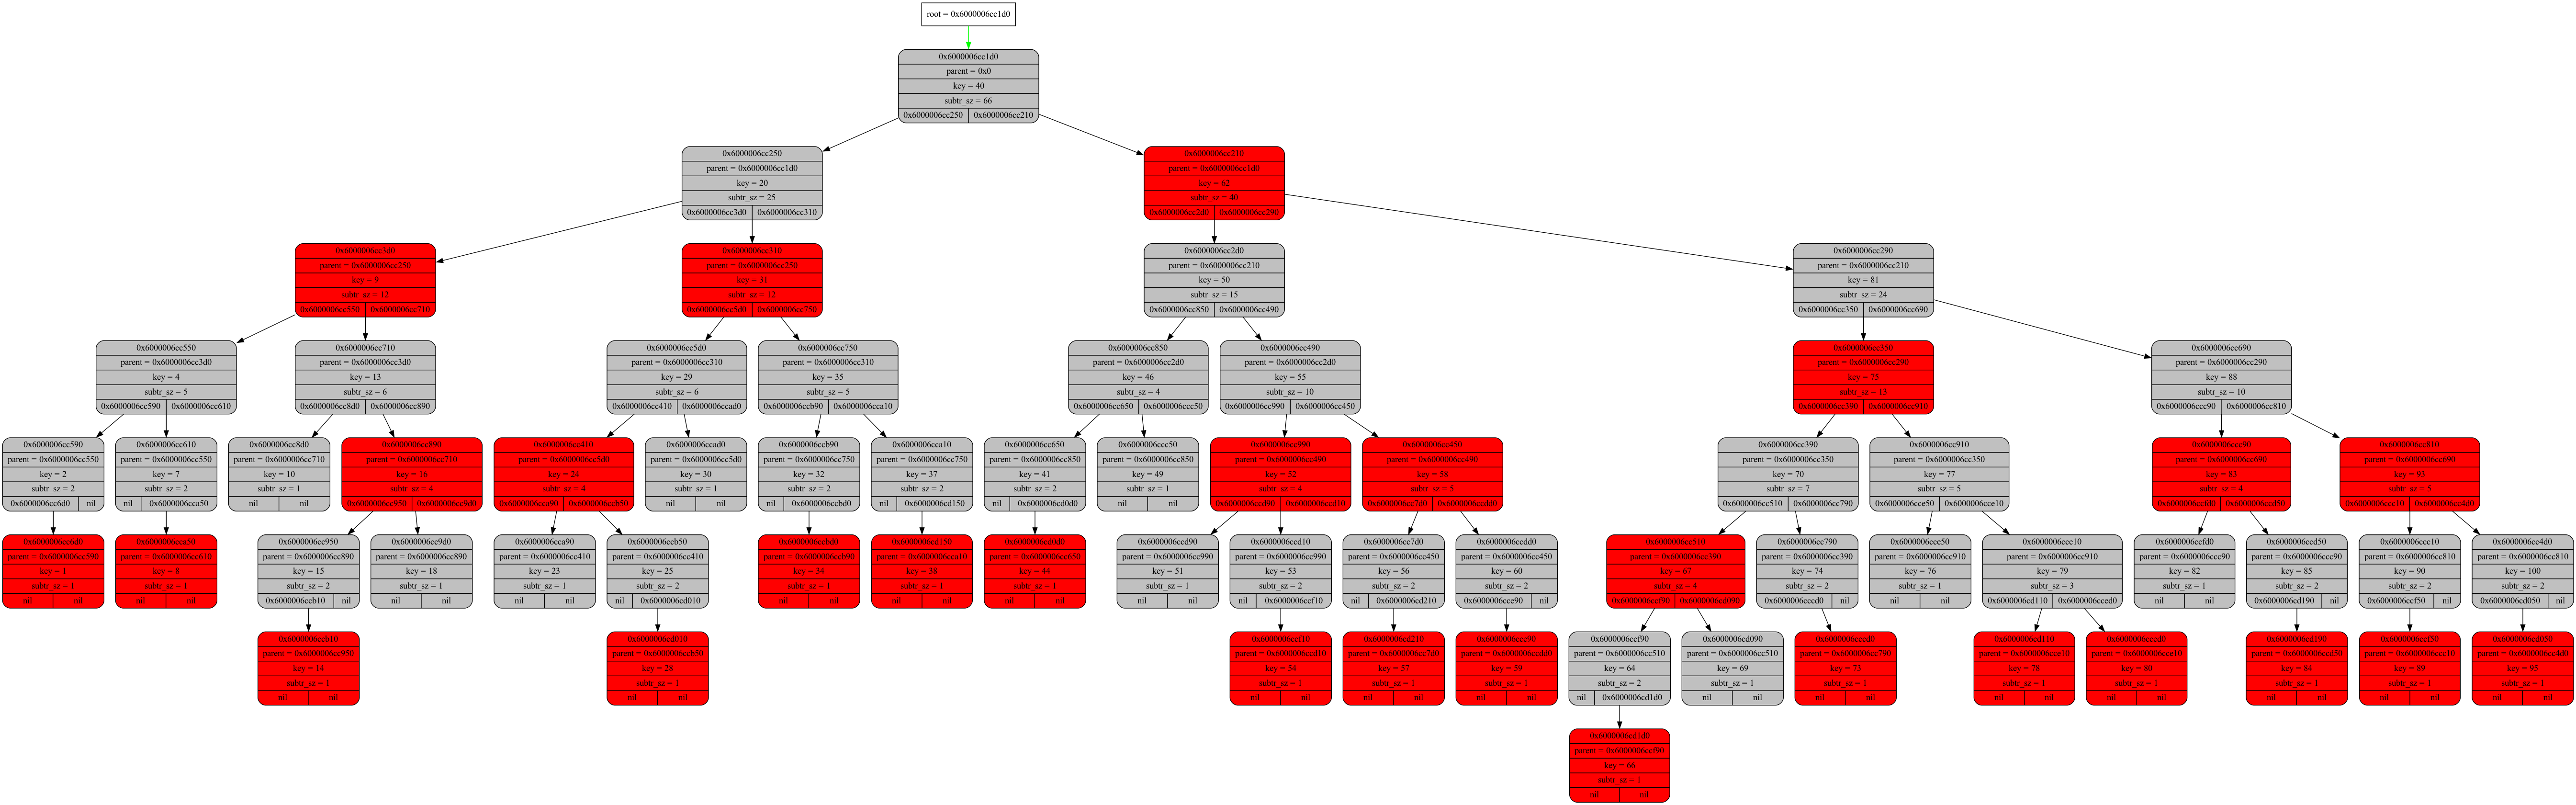 root = 0x6000006cc1d0
0x6000006cc1d0
parent = 0x0
key = 40
subtr_sz = 66
0x6000006cc250 0x6000006cc210
0x6000006cc250
parent = 0x6000006cc1d0
key = 20
subtr_sz = 25
0x6000006cc3d0 0x6000006cc310
0x6000006cc210
parent = 0x6000006cc1d0
key = 62
subtr_sz = 40
0x6000006cc2d0 0x6000006cc290
0x6000006cc3d0
parent = 0x6000006cc250
key = 9
subtr_sz = 12
0x6000006cc550 0x6000006cc710
0x6000006cc310
parent = 0x6000006cc250
key = 31
subtr_sz = 12
0x6000006cc5d0 0x6000006cc750
0x6000006cc2d0
parent = 0x6000006cc210
key = 50
subtr_sz = 15
0x6000006cc850 0x6000006cc490
0x6000006cc290
parent = 0x6000006cc210
key = 81
subtr_sz = 24
0x6000006cc350 0x6000006cc690
0x6000006cc550
parent = 0x6000006cc3d0
key = 4
subtr_sz = 5
0x6000006cc590 0x6000006cc610
0x6000006cc710
parent = 0x6000006cc3d0
key = 13
subtr_sz = 6
0x6000006cc8d0 0x6000006cc890
0x6000006cc5d0
parent = 0x6000006cc310
key = 29
subtr_sz = 6
0x6000006cc410 0x6000006ccad0
0x6000006cc750
parent = 0x6000006cc310
key = 35
subtr_sz = 5
0x6000006ccb90 0x6000006cca10
0x6000006cc850
parent = 0x6000006cc2d0
key = 46
subtr_sz = 4
0x6000006cc650 0x6000006ccc50
0x6000006cc490
parent = 0x6000006cc2d0
key = 55
subtr_sz = 10
0x6000006cc990 0x6000006cc450
0x6000006cc350
parent = 0x6000006cc290
key = 75
subtr_sz = 13
0x6000006cc390 0x6000006cc910
0x6000006cc690
parent = 0x6000006cc290
key = 88
subtr_sz = 10
0x6000006ccc90 0x6000006cc810
0x6000006cc590
parent = 0x6000006cc550
key = 2
subtr_sz = 2
0x6000006cc6d0 nil
0x6000006cc610
parent = 0x6000006cc550
key = 7
subtr_sz = 2
nil 0x6000006cca50
0x6000006cc8d0
parent = 0x6000006cc710
key = 10
subtr_sz = 1
nil nil
0x6000006cc890
parent = 0x6000006cc710
key = 16
subtr_sz = 4
0x6000006cc950 0x6000006cc9d0
0x6000006cc410
parent = 0x6000006cc5d0
key = 24
subtr_sz = 4
0x6000006cca90 0x6000006ccb50
0x6000006ccad0
parent = 0x6000006cc5d0
key = 30
subtr_sz = 1
nil nil
0x6000006ccb90
parent = 0x6000006cc750
key = 32
subtr_sz = 2
nil 0x6000006ccbd0
0x6000006cca10
parent = 0x6000006cc750
key = 37
subtr_sz = 2
nil 0x6000006cd150
0x6000006cc650
parent = 0x6000006cc850
key = 41
subtr_sz = 2
nil 0x6000006cd0d0
0x6000006ccc50
parent = 0x6000006cc850
key = 49
subtr_sz = 1
nil nil
0x6000006cc990
parent = 0x6000006cc490
key = 52
subtr_sz = 4
0x6000006ccd90 0x6000006ccd10
0x6000006cc450
parent = 0x6000006cc490
key = 58
subtr_sz = 5
0x6000006cc7d0 0x6000006ccdd0
0x6000006cc390
parent = 0x6000006cc350
key = 70
subtr_sz = 7
0x6000006cc510 0x6000006cc790
0x6000006cc910
parent = 0x6000006cc350
key = 77
subtr_sz = 5
0x6000006cce50 0x6000006cce10
0x6000006ccc90
parent = 0x6000006cc690
key = 83
subtr_sz = 4
0x6000006ccfd0 0x6000006ccd50
0x6000006cc810
parent = 0x6000006cc690
key = 93
subtr_sz = 5
0x6000006ccc10 0x6000006cc4d0
0x6000006cc6d0
parent = 0x6000006cc590
key = 1
subtr_sz = 1
nil nil
0x6000006cca50
parent = 0x6000006cc610
key = 8
subtr_sz = 1
nil nil
0x6000006cc950
parent = 0x6000006cc890
key = 15
subtr_sz = 2
0x6000006ccb10 nil
0x6000006cc9d0
parent = 0x6000006cc890
key = 18
subtr_sz = 1
nil nil
0x6000006cca90
parent = 0x6000006cc410
key = 23
subtr_sz = 1
nil nil
0x6000006ccb50
parent = 0x6000006cc410
key = 25
subtr_sz = 2
nil 0x6000006cd010
0x6000006ccbd0
parent = 0x6000006ccb90
key = 34
subtr_sz = 1
nil nil
0x6000006cd150
parent = 0x6000006cca10
key = 38
subtr_sz = 1
nil nil
0x6000006cd0d0
parent = 0x6000006cc650
key = 44
subtr_sz = 1
nil nil
0x6000006ccd90
parent = 0x6000006cc990
key = 51
subtr_sz = 1
nil nil
0x6000006ccd10
parent = 0x6000006cc990
key = 53
subtr_sz = 2
nil 0x6000006ccf10
0x6000006cc7d0
parent = 0x6000006cc450
key = 56
subtr_sz = 2
nil 0x6000006cd210
0x6000006ccdd0
parent = 0x6000006cc450
key = 60
subtr_sz = 2
0x6000006cce90 nil
0x6000006cc510
parent = 0x6000006cc390
key = 67
subtr_sz = 4
0x6000006ccf90 0x6000006cd090
0x6000006cc790
parent = 0x6000006cc390
key = 74
subtr_sz = 2
0x6000006cccd0 nil
0x6000006cce50
parent = 0x6000006cc910
key = 76
subtr_sz = 1
nil nil
0x6000006cce10
parent = 0x6000006cc910
key = 79
subtr_sz = 3
0x6000006cd110 0x6000006cced0
0x6000006ccfd0
parent = 0x6000006ccc90
key = 82
subtr_sz = 1
nil nil
0x6000006ccd50
parent = 0x6000006ccc90
key = 85
subtr_sz = 2
0x6000006cd190 nil
0x6000006ccc10
parent = 0x6000006cc810
key = 90
subtr_sz = 2
0x6000006ccf50 nil
0x6000006cc4d0
parent = 0x6000006cc810
key = 100
subtr_sz = 2
0x6000006cd050 nil
0x6000006ccb10
parent = 0x6000006cc950
key = 14
subtr_sz = 1
nil nil
0x6000006cd010
parent = 0x6000006ccb50
key = 28
subtr_sz = 1
nil nil
0x6000006ccf10
parent = 0x6000006ccd10
key = 54
subtr_sz = 1
nil nil
0x6000006cd210
parent = 0x6000006cc7d0
key = 57
subtr_sz = 1
nil nil
0x6000006cce90
parent = 0x6000006ccdd0
key = 59
subtr_sz = 1
nil nil
0x6000006ccf90
parent = 0x6000006cc510
key = 64
subtr_sz = 2
nil 0x6000006cd1d0
0x6000006cd090
parent = 0x6000006cc510
key = 69
subtr_sz = 1
nil nil
0x6000006cccd0
parent = 0x6000006cc790
key = 73
subtr_sz = 1
nil nil
0x6000006cd110
parent = 0x6000006cce10
key = 78
subtr_sz = 1
nil nil
0x6000006cced0
parent = 0x6000006cce10
key = 80
subtr_sz = 1
nil nil
0x6000006cd190
parent = 0x6000006ccd50
key = 84
subtr_sz = 1
nil nil
0x6000006ccf50
parent = 0x6000006ccc10
key = 89
subtr_sz = 1
nil nil
0x6000006cd050
parent = 0x6000006cc4d0
key = 95
subtr_sz = 1
nil nil
0x6000006cd1d0
parent = 0x6000006ccf90
key = 66
subtr_sz = 1
nil nil